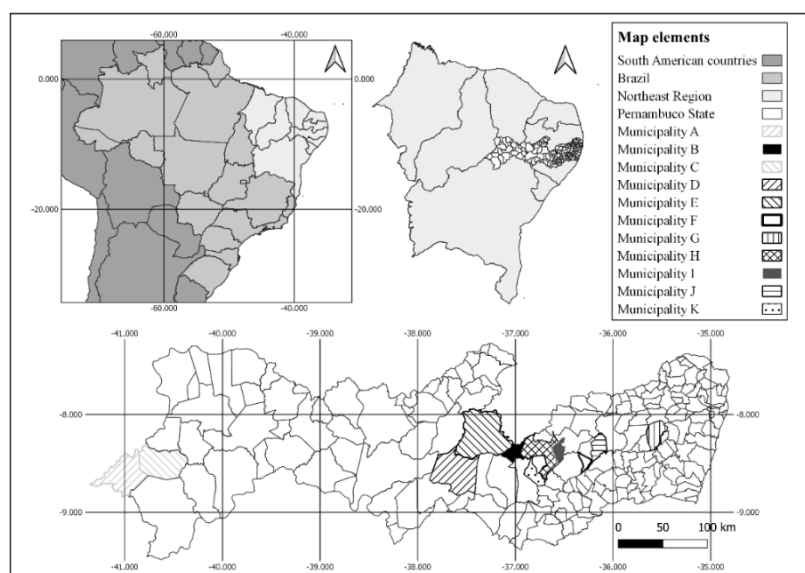 -60.000 -40.000
0.000 0.000
-20.000 -20.000
-60.000 -40.000
Map elements
South American countries
Brazil
Northeast Region
Pernambuco State
Municipality A
Municipality B
Municipality C
Municipality D
Municipality E
Municipality F
Municipality G
Municipality H
Municipality I
Municipality J
Municipality K
-41.000 -40.000 -39.000 -38.000 -37.000 -36.000 -35.000
-8.000 -8.000
-9.000 -9.000
0 50 100 km
-41.000 -40.000 -39.000 -38.000 -37.000 -36.000 -35.000